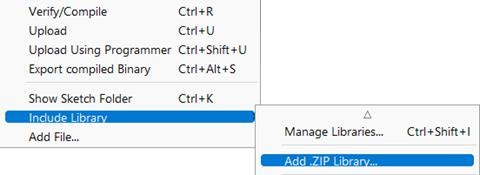 Verify/Compile Ctrl+R
Upload Ctrl+U
Upload Using Programmer Ctrl+Shift+U
Export compiled Binary Ctrl+Alt+S
Show Sketch Folder Ctrl+K
Include Library
Add File...
Manage Libraries... Ctrl+Shift+I
Add .ZIP Library...